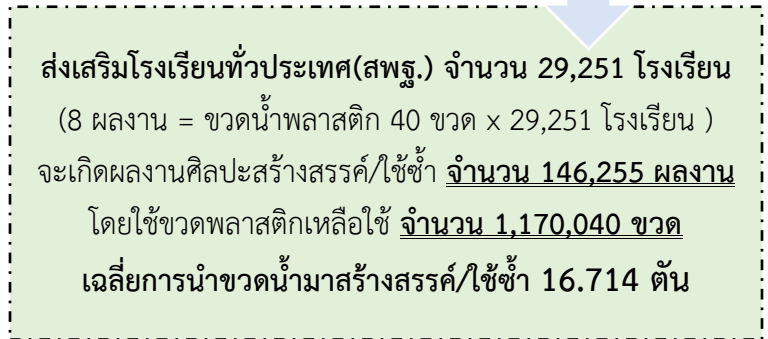 ส่งเสริมโรงเรียนทั่วประเทศ(สพฐ.) จำนวน 29,251 โรงเรียน
(8 ผลงาน = ขวดน้ำพลาสติก 40 ขวด x 29,251 โรงเรียน )
จะเกิดผลงานศิลปะสร้างสรรค์/ใช้ซ้ำ จำนวน 146,255 ผลงาน
โดยใช้ขวดพลาสติกเหลือใช้ จำนวน 1,170,040 ขวด
เฉลี่ยการนำขวดน้ำมาสร้างสรรค์/ใช้ซ้ำ 16.714 ตัน